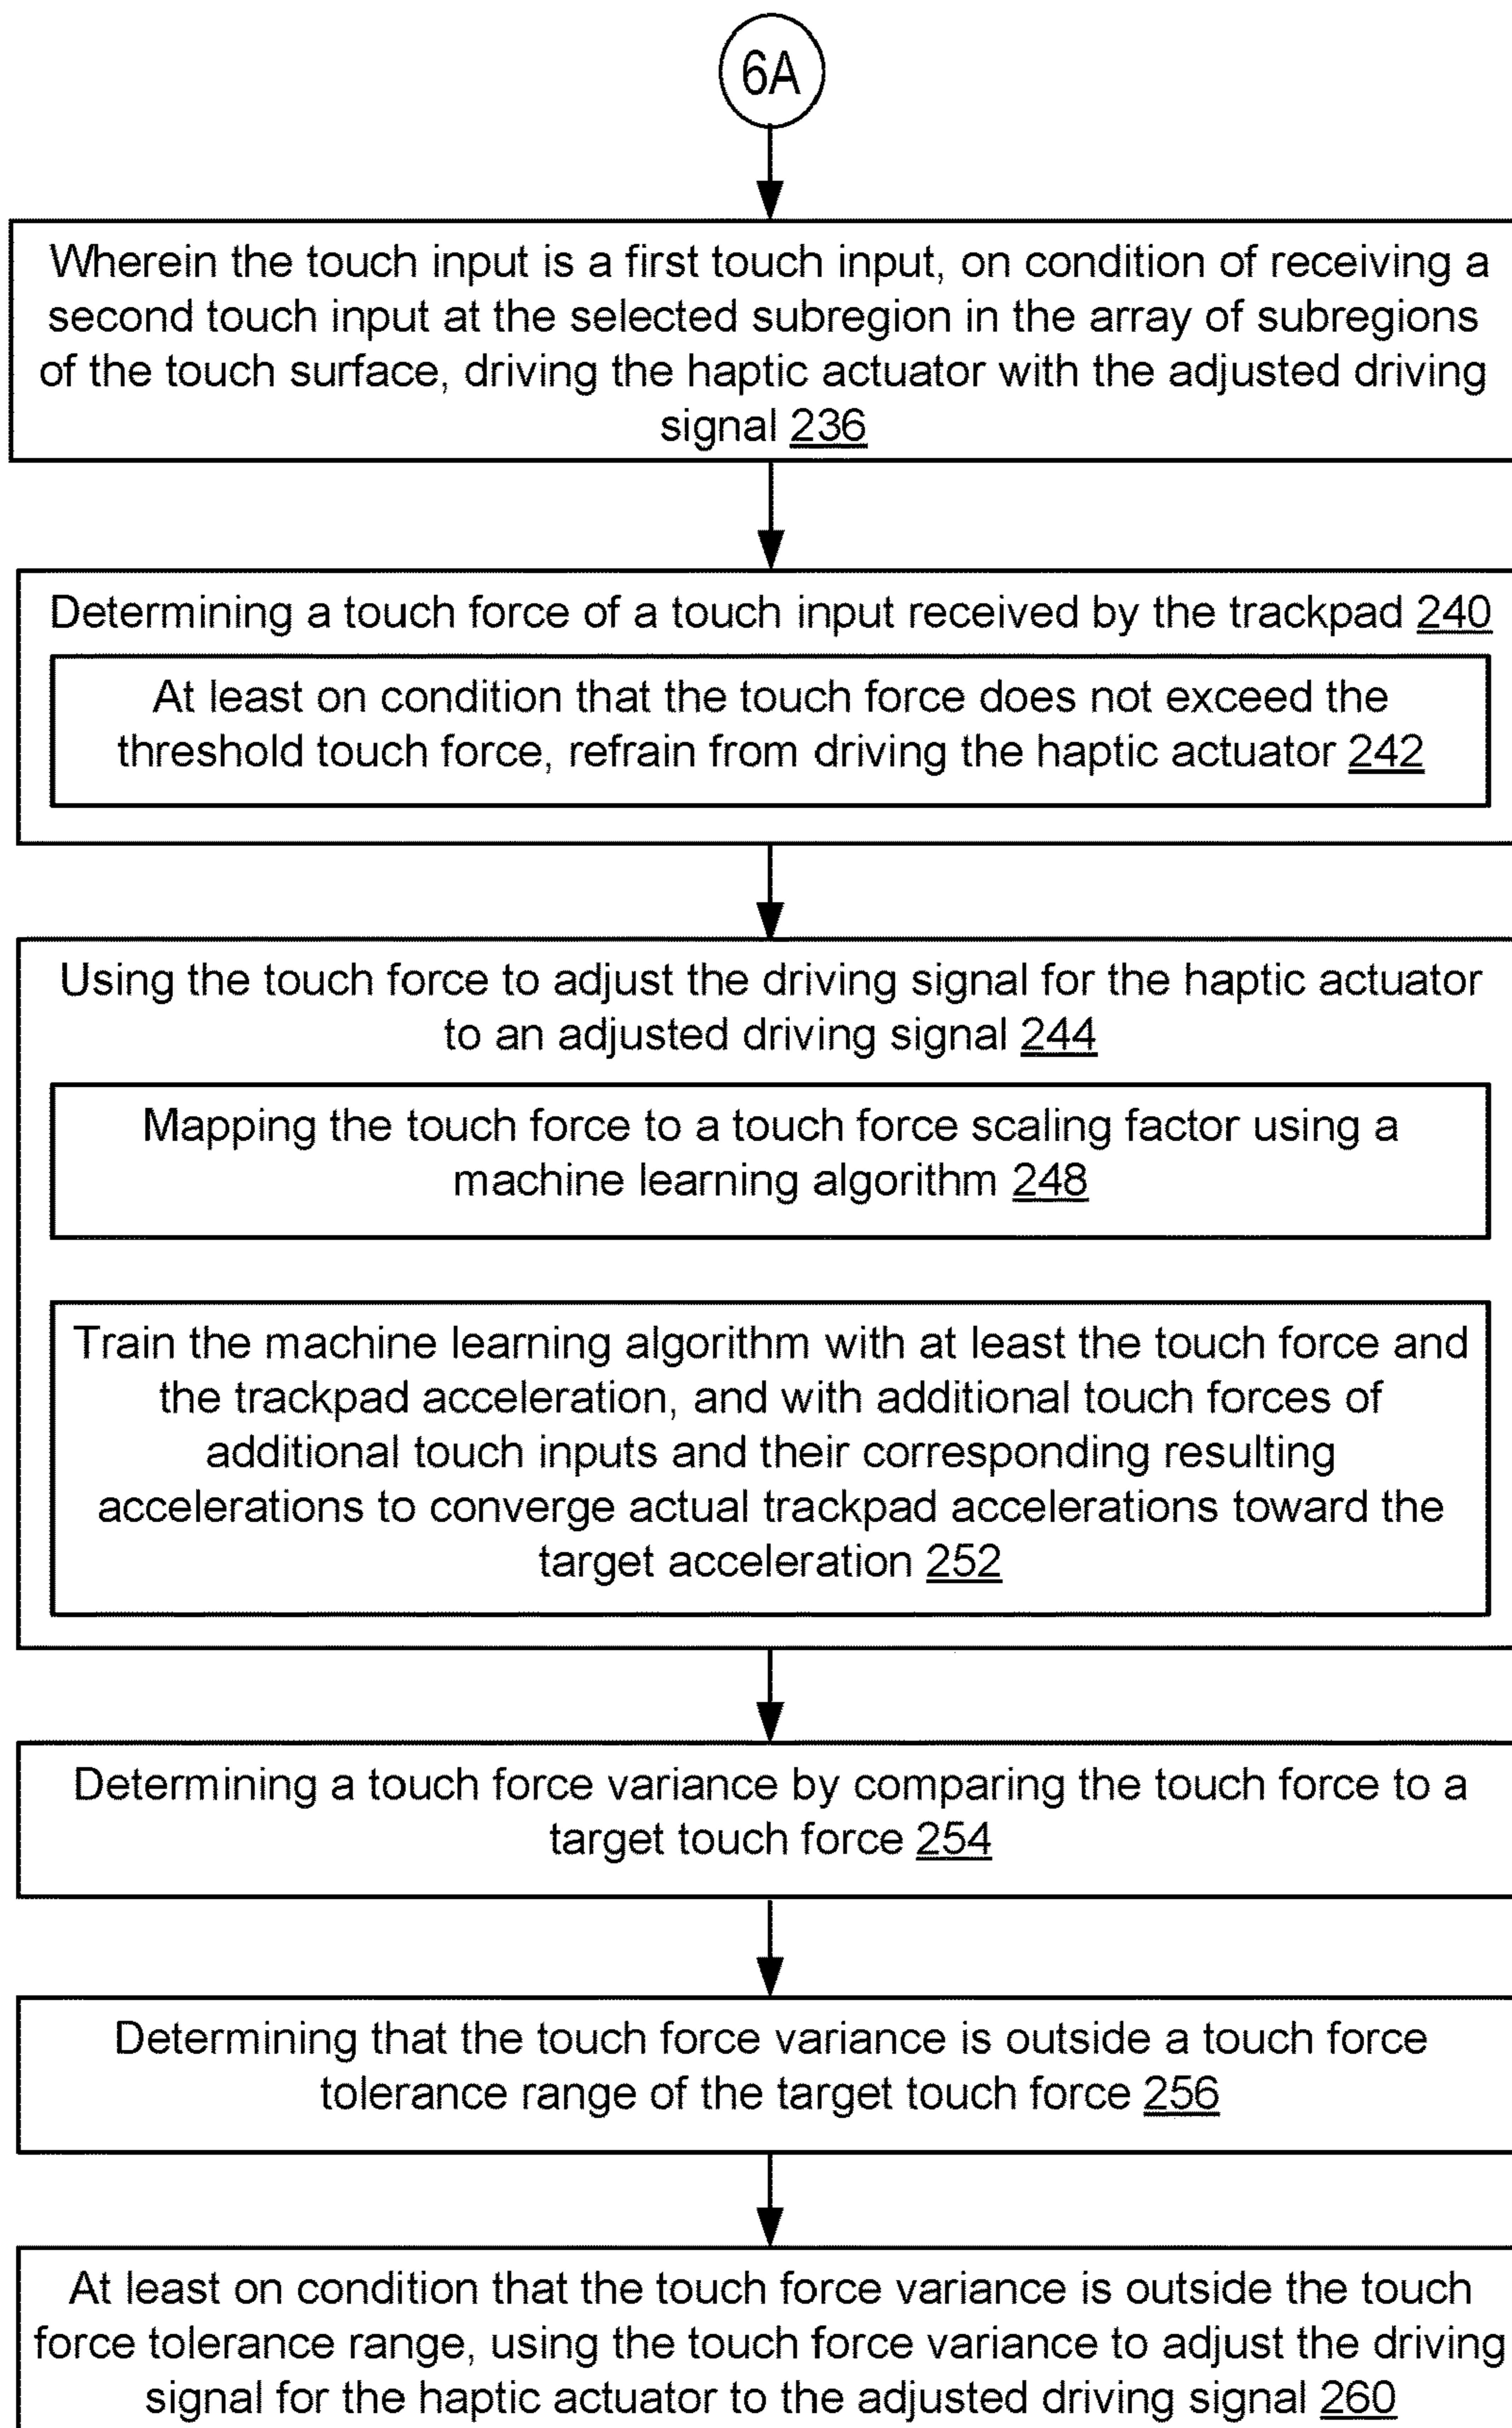 6A
Wherein the touch input is a first touch input, on condition of receiving a
second touch input at the selected subregion in the array of subregions
of the touch surface, driving the haptic actuator with the adjusted driving
signal 236
Determining a touch force of a touch input received by the trackpad 240
At least on condition that the touch force does not exceed the
threshold touch force, refrain from driving the haptic actuator 242
Using the touch force to adjust the driving signal for the haptic actuator
to an adjusted driving signal 244
Mapping the touch force to a touch force scaling factor using a
machine learning algorithm 248
Train the machine learning algorithm with at least the touch force and
the trackpad acceleration, and with additional touch forces of
additional touch inputs and their corresponding resulting
accelerations to converge actual trackpad accelerations toward the
target acceleration 252
Determining a touch force variance by comparing the touch force to a
target touch force 254
Determining that the touch force variance is outside a touch force
tolerance range of the target touch force 256
At least on condition that the touch force variance is outside the touch
force tolerance range, using the touch force variance to adjust the driving
signal for the haptic actuator to the adjusted driving signal 260